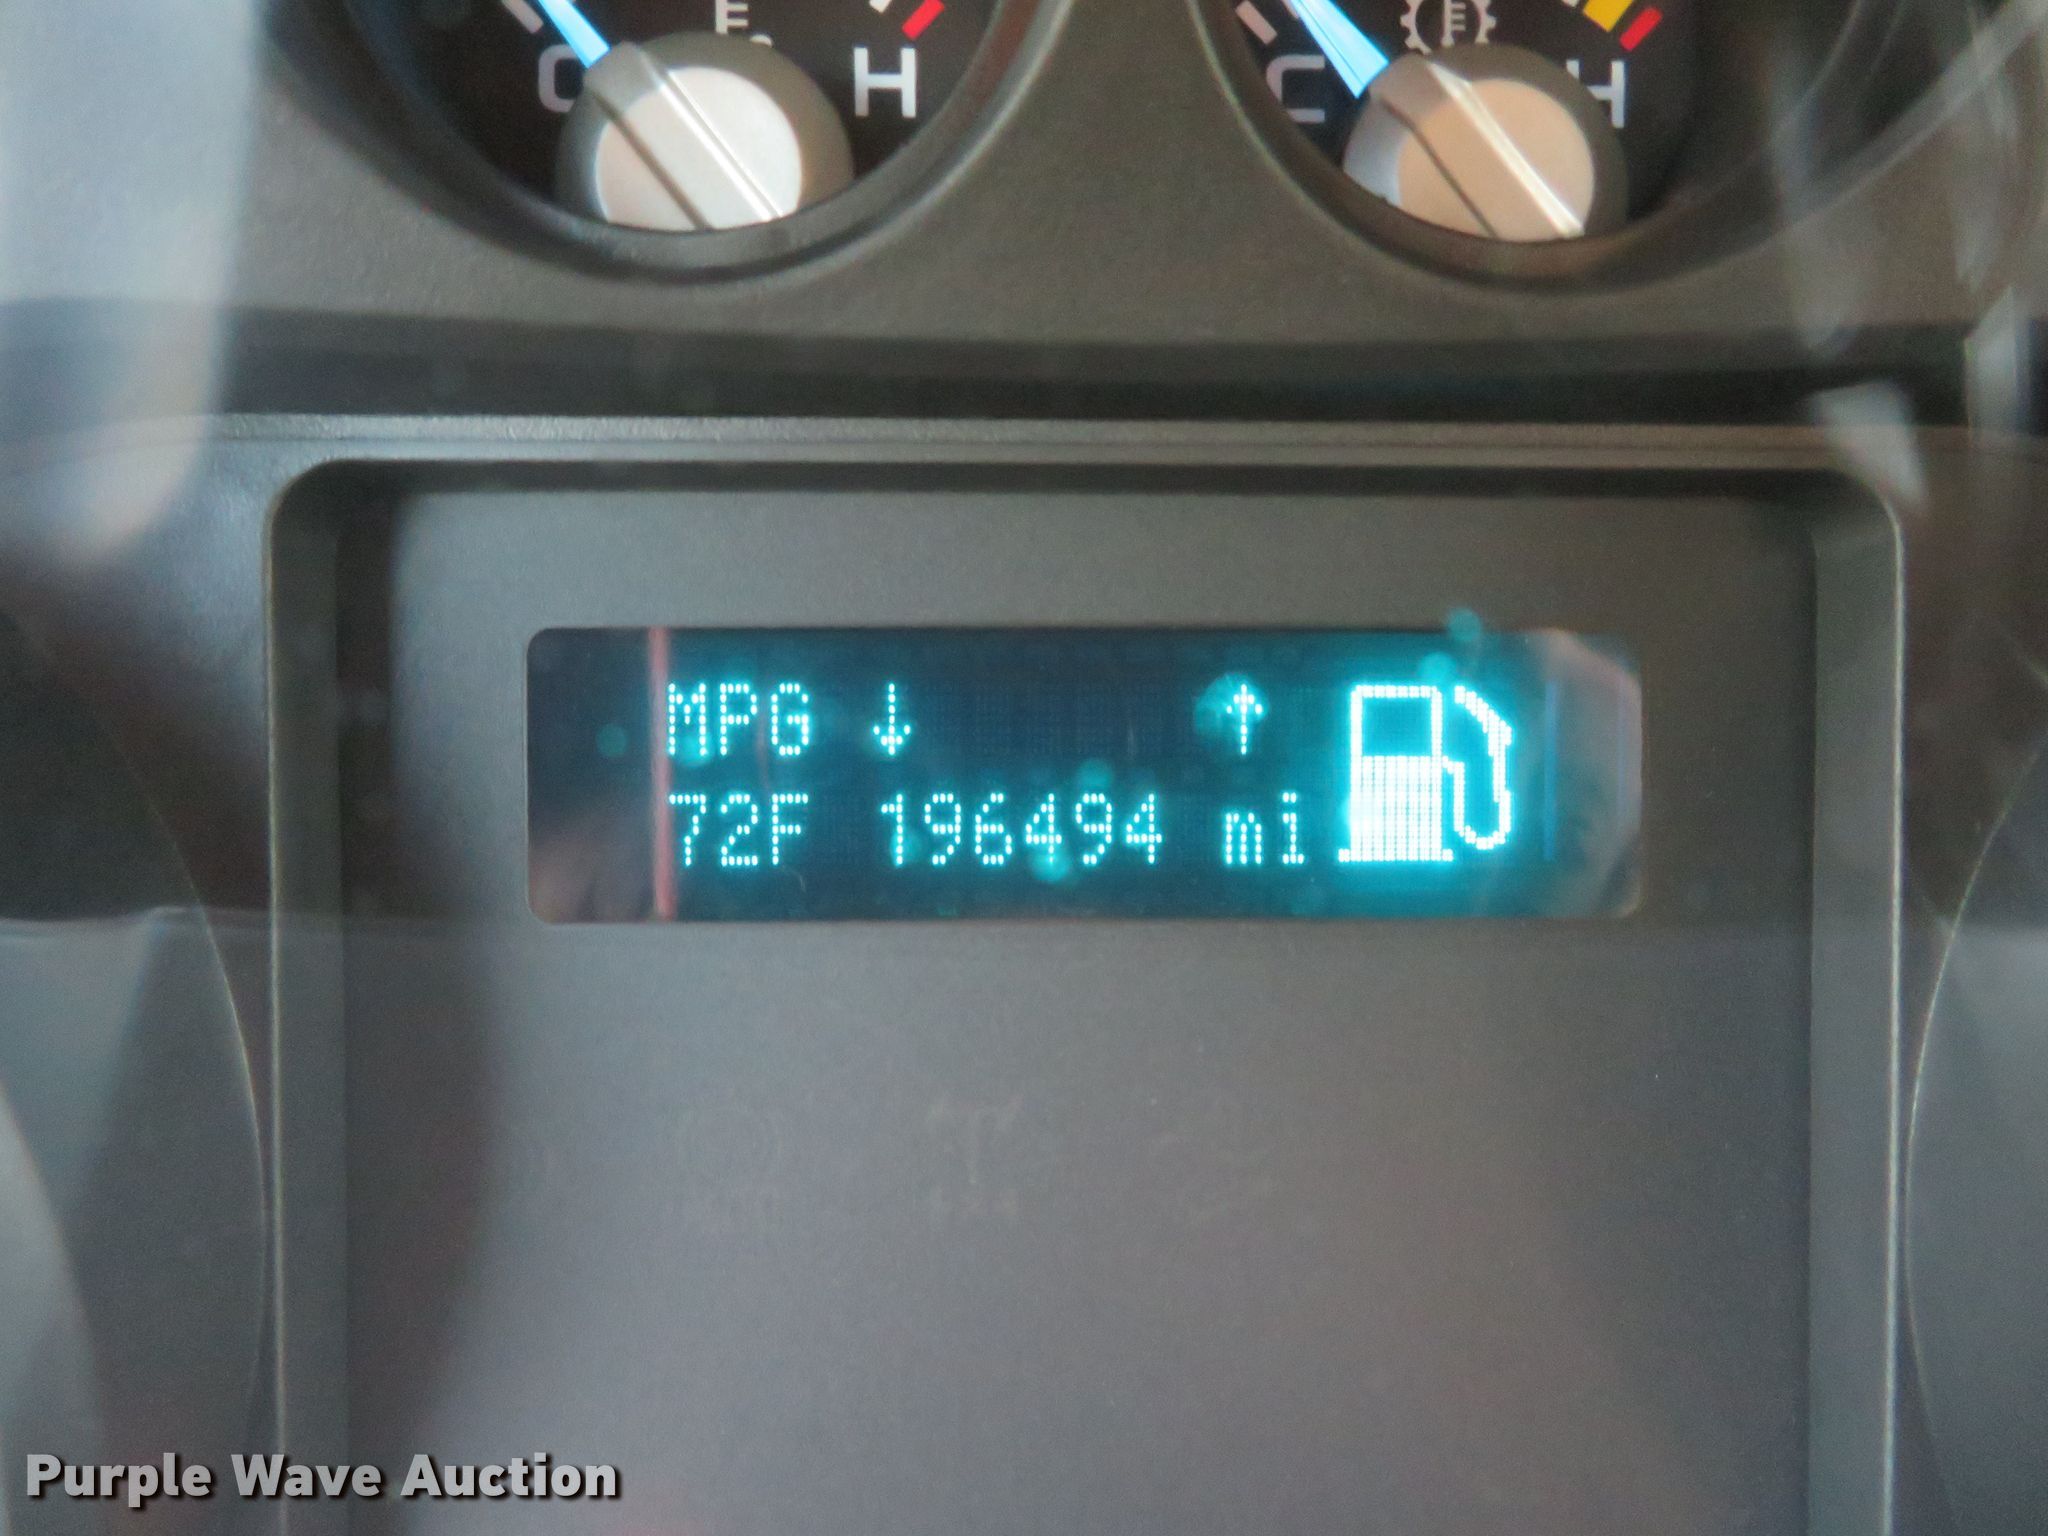 C H C H
MPG ↓ ↑
72F 196494 mi
Purple Wave Auction